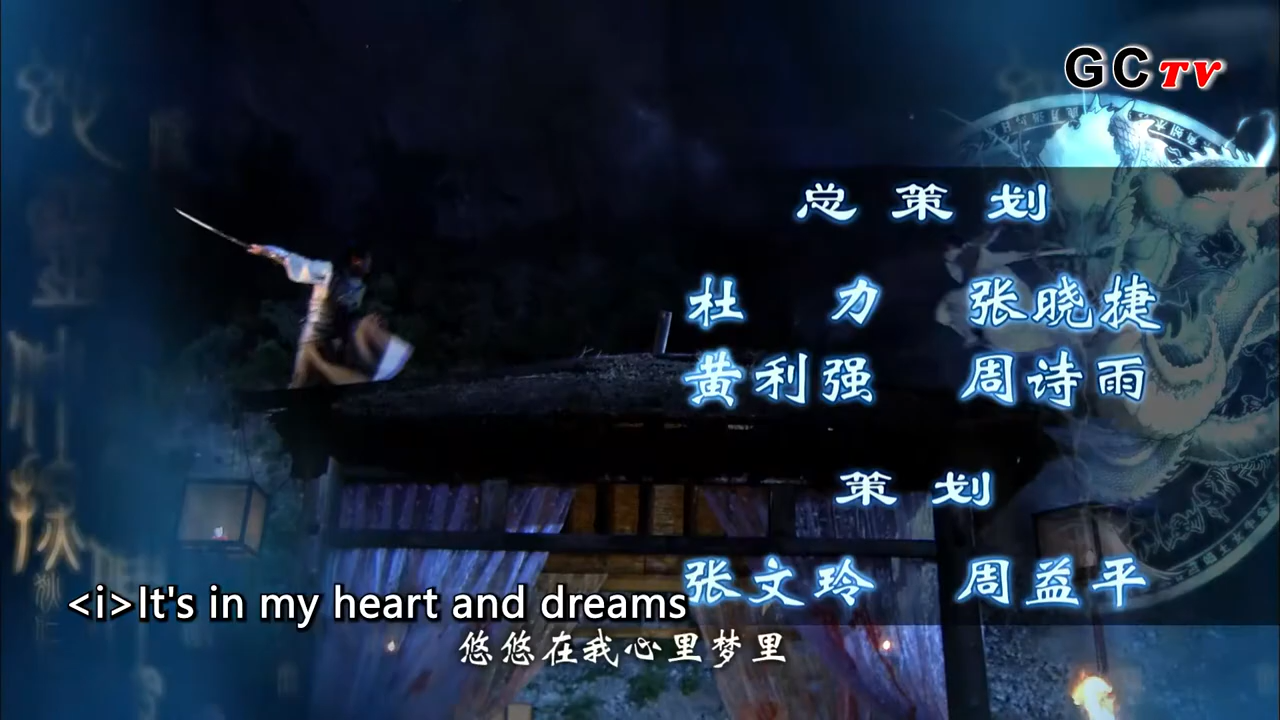 GCTV
总策划
杜力 张晓捷
黄利强 周诗雨
策划
张文玲 周益平
<i>It's in my heart and dreams
悠悠在我心里梦里